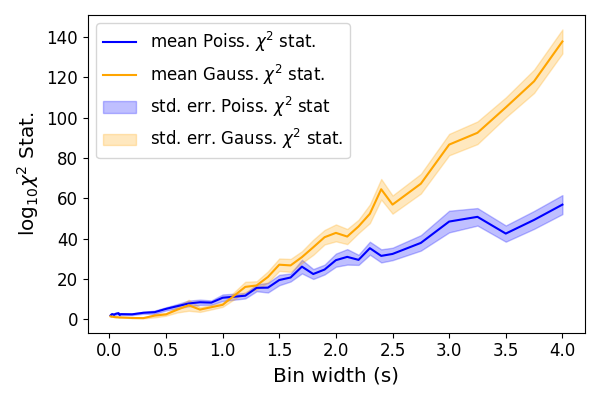 mean Poiss. χ² stat.
mean Gauss. χ² stat.
std. err. Poiss. χ² stat
std. err. Gauss. χ² stat.
log₁₀χ² Stat.
140
120
100
80
60
40
20
0
0.0 0.5 1.0 1.5 2.0 2.5 3.0 3.5 4.0
Bin width (s)